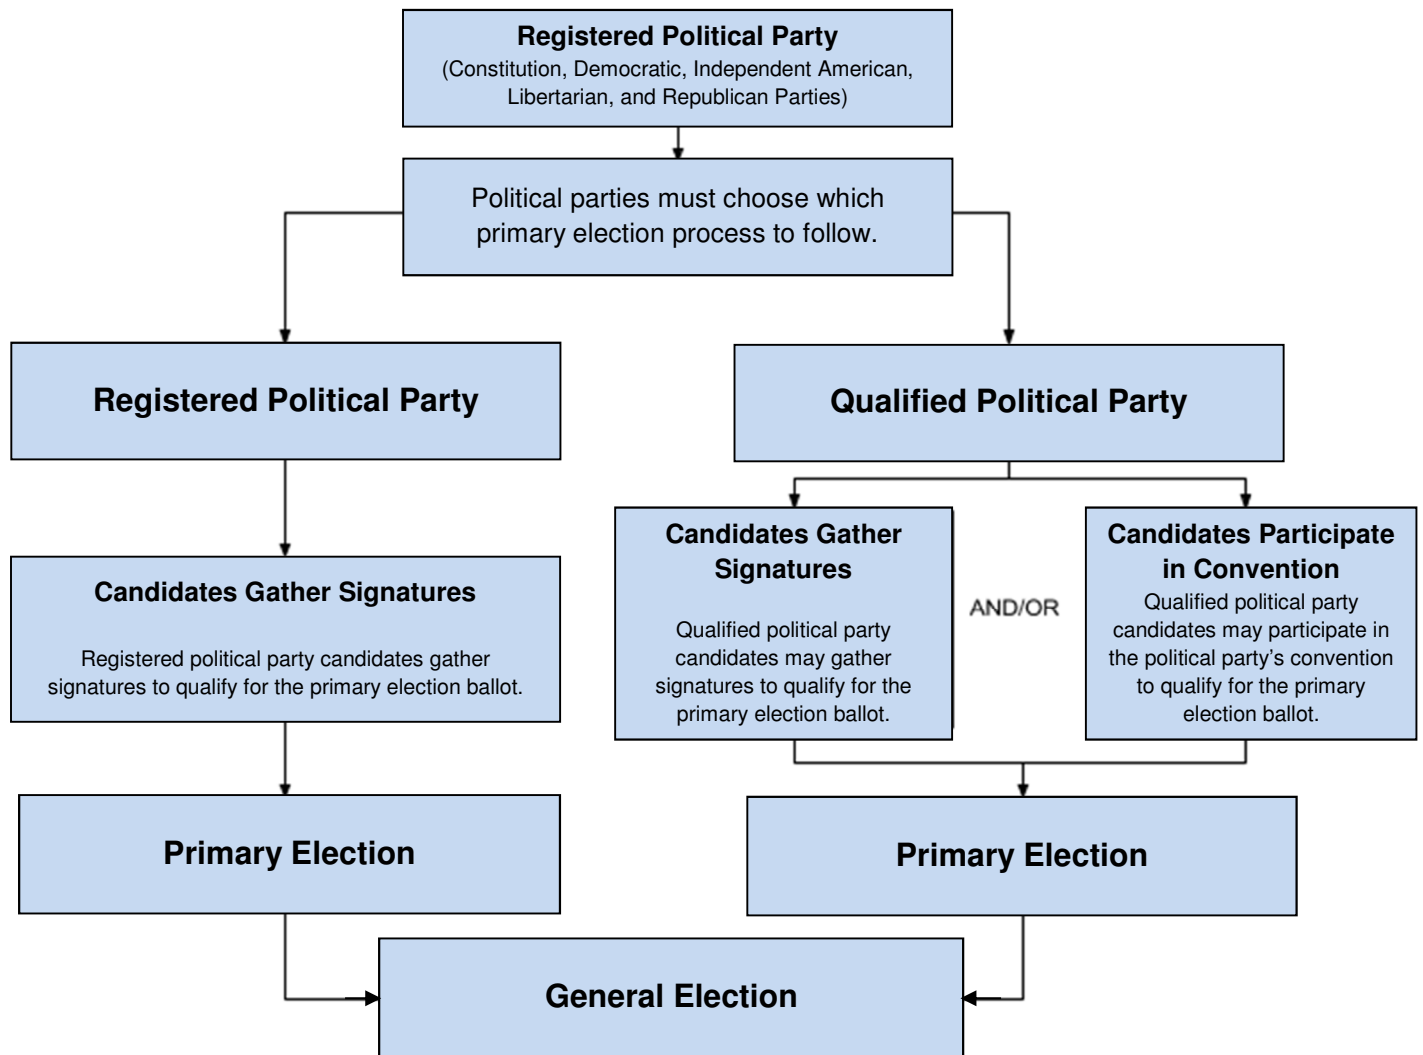 Registered Political Party
(Constitution, Democratic, Independent American,
Libertarian, and Republican Parties)
Political parties must choose which
primary election process to follow.
Registered Political Party
Qualified Political Party
Candidates Gather Signatures
Registered political party candidates gather
signatures to qualify for the primary election ballot.
Candidates Gather
Signatures
Qualified political party
candidates may gather
signatures to qualify for the
primary election ballot.
AND/OR
Candidates Participate
in Convention
Qualified political party
candidates may participate in
the political party's convention
to qualify for the primary
election ballot.
Primary Election
Primary Election
General Election